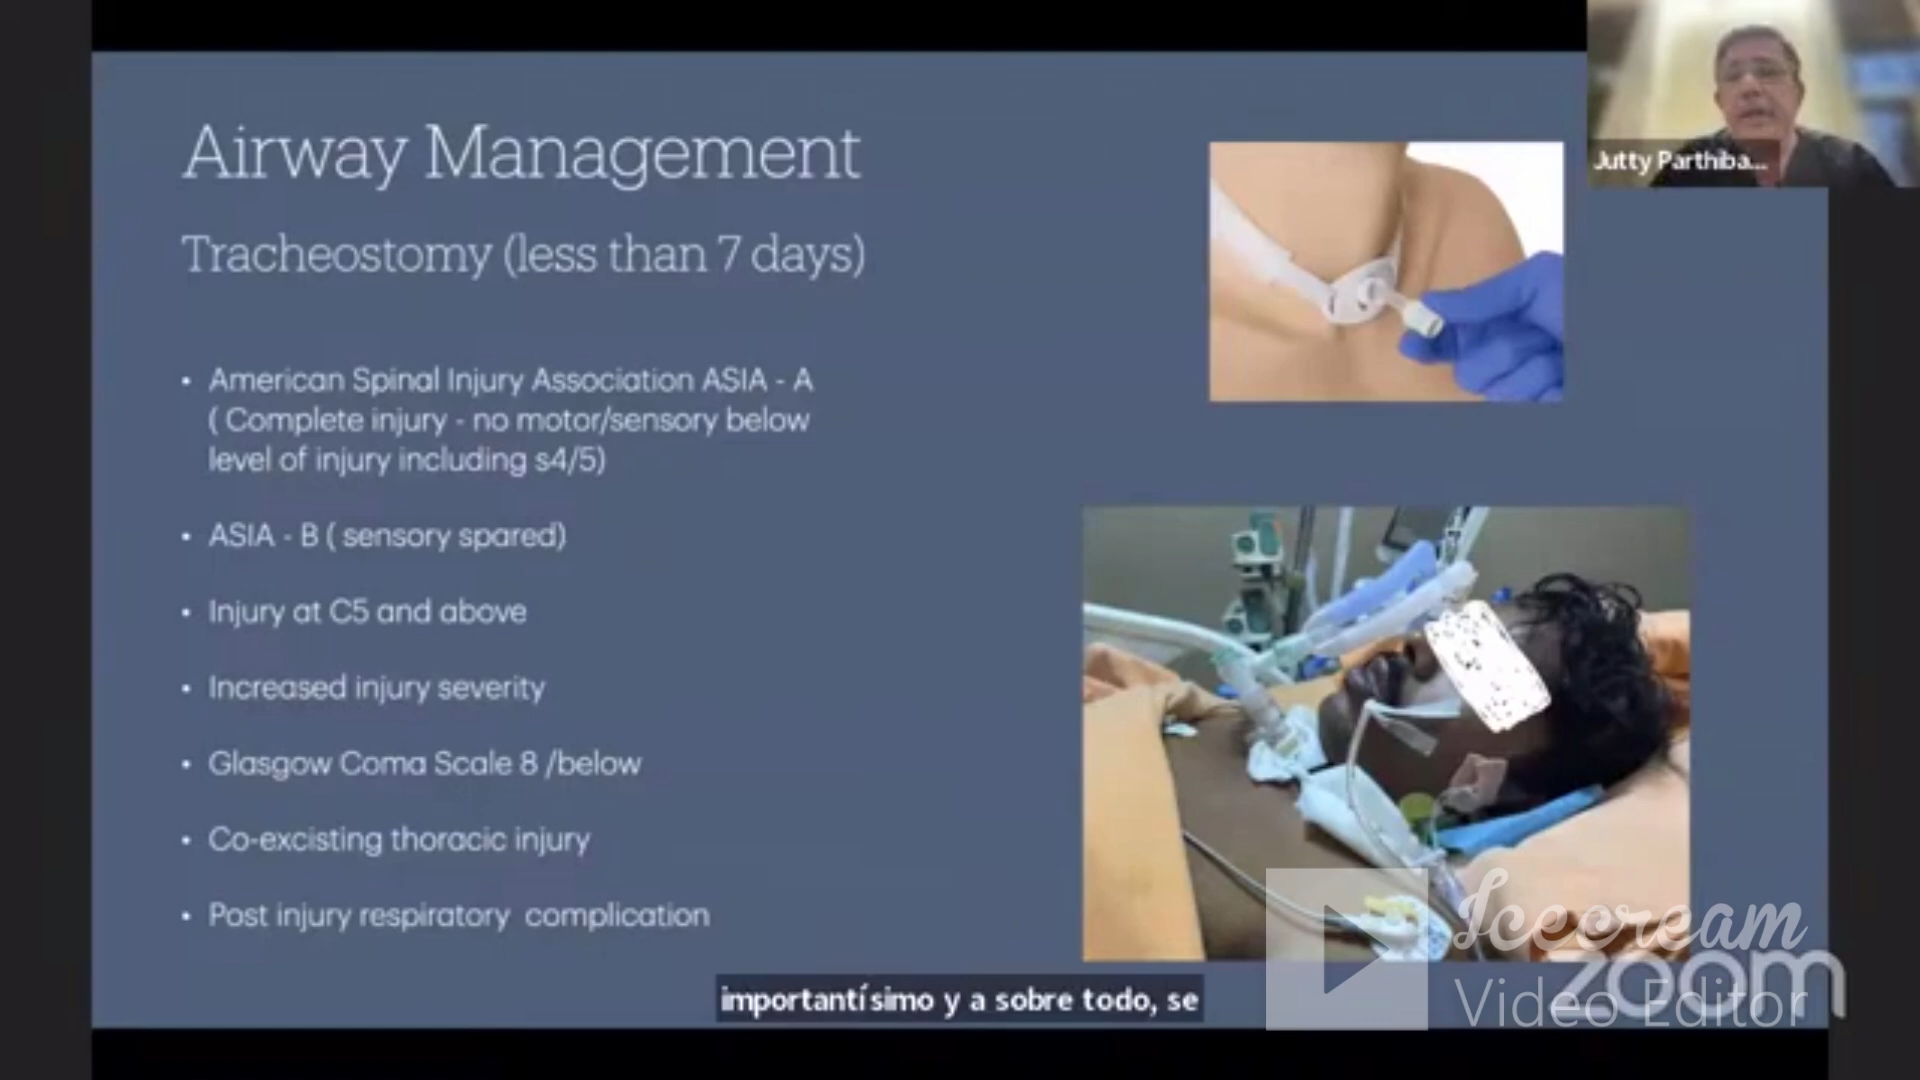 Airway Management
Tracheostomy (less than 7 days)
• American Spinal Injury Association ASIA - A
( Complete injury - no motor/sensory below
level of injury including s4/5)
• ASIA - B ( sensory spared)
• Injury at C5 and above
• Increased injury severity
• Glasgow Coma Scale 8 /below
• Co-excisting thoracic injury
• Post injury respiratory complication
Jutty Parthiba...
importantísimo y a sobre todo, se
Icecream
Video Editor
zoom